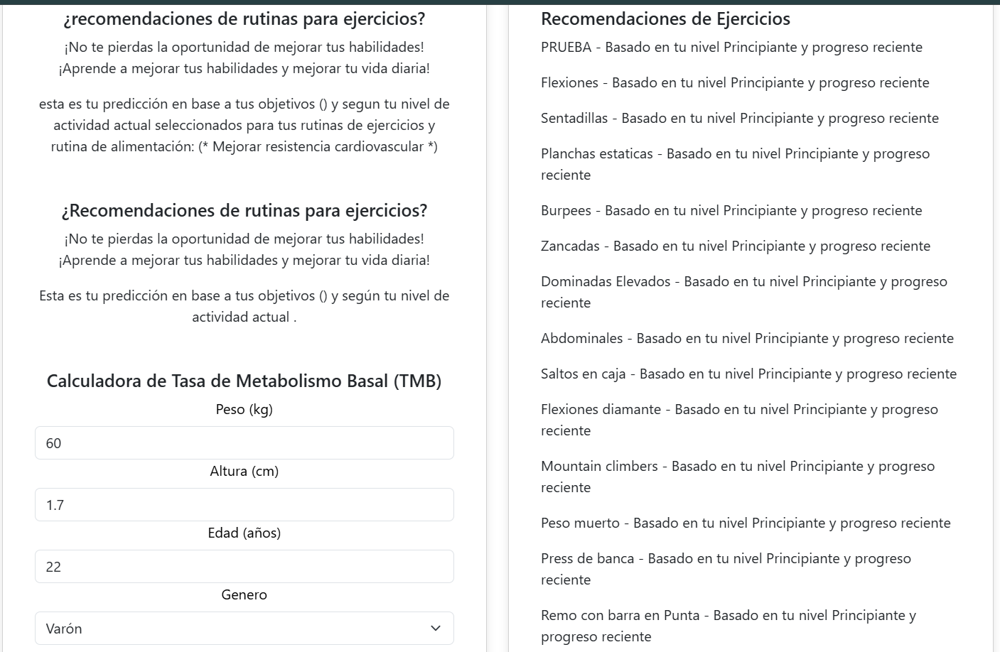 ¿recomendaciones de rutinas para ejercicios?
¡No te pierdas la oportunidad de mejorar tus habilidades!
¡Aprende a mejorar tus habilidades y mejorar tu vida diaria!
esta es tu predicción en base a tus objetivos () y segun tu nivel de
actividad actual seleccionados para tus rutinas de ejercicios y
rutina de alimentación: (* Mejorar resistencia cardiovascular *)
¿Recomendaciones de rutinas para ejercicios?
¡No te pierdas la oportunidad de mejorar tus habilidades!
¡Aprende a mejorar tus habilidades y mejorar tu vida diaria!
Esta es tu predicción en base a tus objetivos () y según tu nivel de
actividad actual .
Calculadora de Tasa de Metabolismo Basal (TMB)
Peso (kg)
60
Altura (cm)
1.7
Edad (años)
22
Genero
Varón
Recomendaciones de Ejercicios
PRUEBA - Basado en tu nivel Principiante y progreso reciente
Flexiones - Basado en tu nivel Principiante y progreso reciente
Sentadillas - Basado en tu nivel Principiante y progreso reciente
Planchas estaticas - Basado en tu nivel Principiante y progreso
reciente
Burpees - Basado en tu nivel Principiante y progreso reciente
Zancadas - Basado en tu nivel Principiante y progreso reciente
Dominadas Elevados - Basado en tu nivel Principiante y progreso
reciente
Abdominales - Basado en tu nivel Principiante y progreso reciente
Saltos en caja - Basado en tu nivel Principiante y progreso reciente
Flexiones diamante - Basado en tu nivel Principiante y progreso
reciente
Mountain climbers - Basado en tu nivel Principiante y progreso
reciente
Peso muerto - Basado en tu nivel Principiante y progreso reciente
Press de banca - Basado en tu nivel Principiante y progreso
reciente
Remo con barra en Punta - Basado en tu nivel Principiante y
progreso reciente